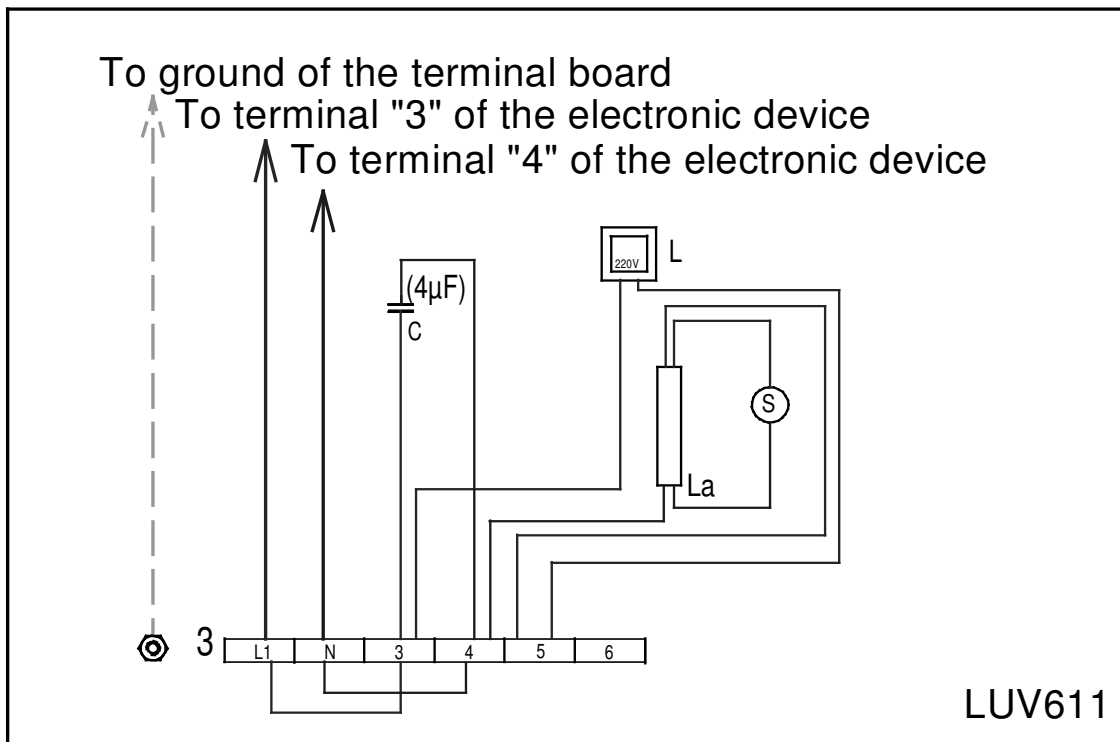 To ground of the terminal board
To terminal "3" of the electronic device
To terminal "4" of the electronic device
220V
L
(4µF)
C
S
La
3
L1 N 3 4 5 6
LUV611